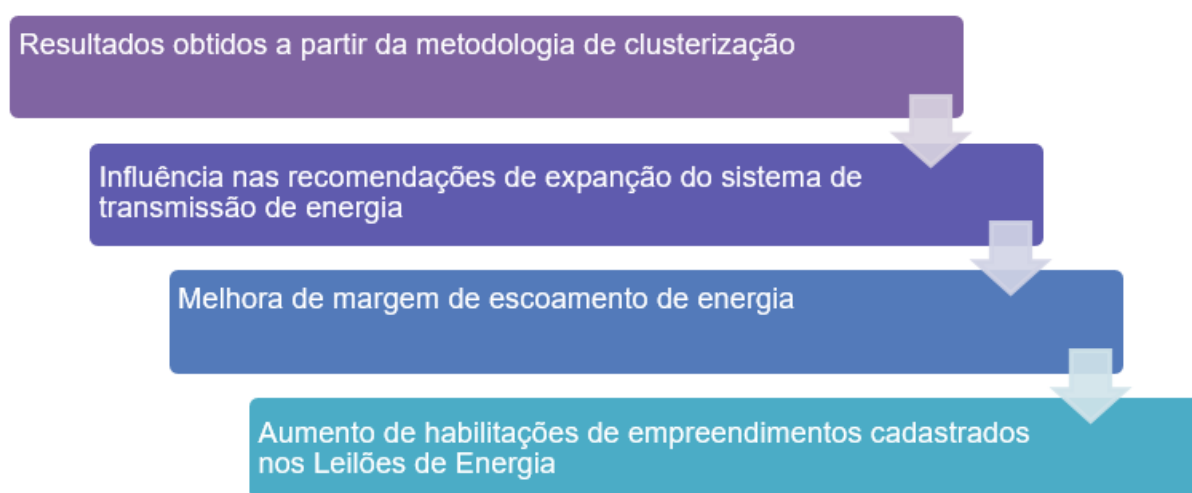 Resultados obtidos a partir da metodologia de clusterização
Influência nas recomendações de expanção do sistema de
transmissão de energia
Melhora de margem de escoamento de energia
Aumento de habilitações de empreendimentos cadastrados
nos Leilões de Energia